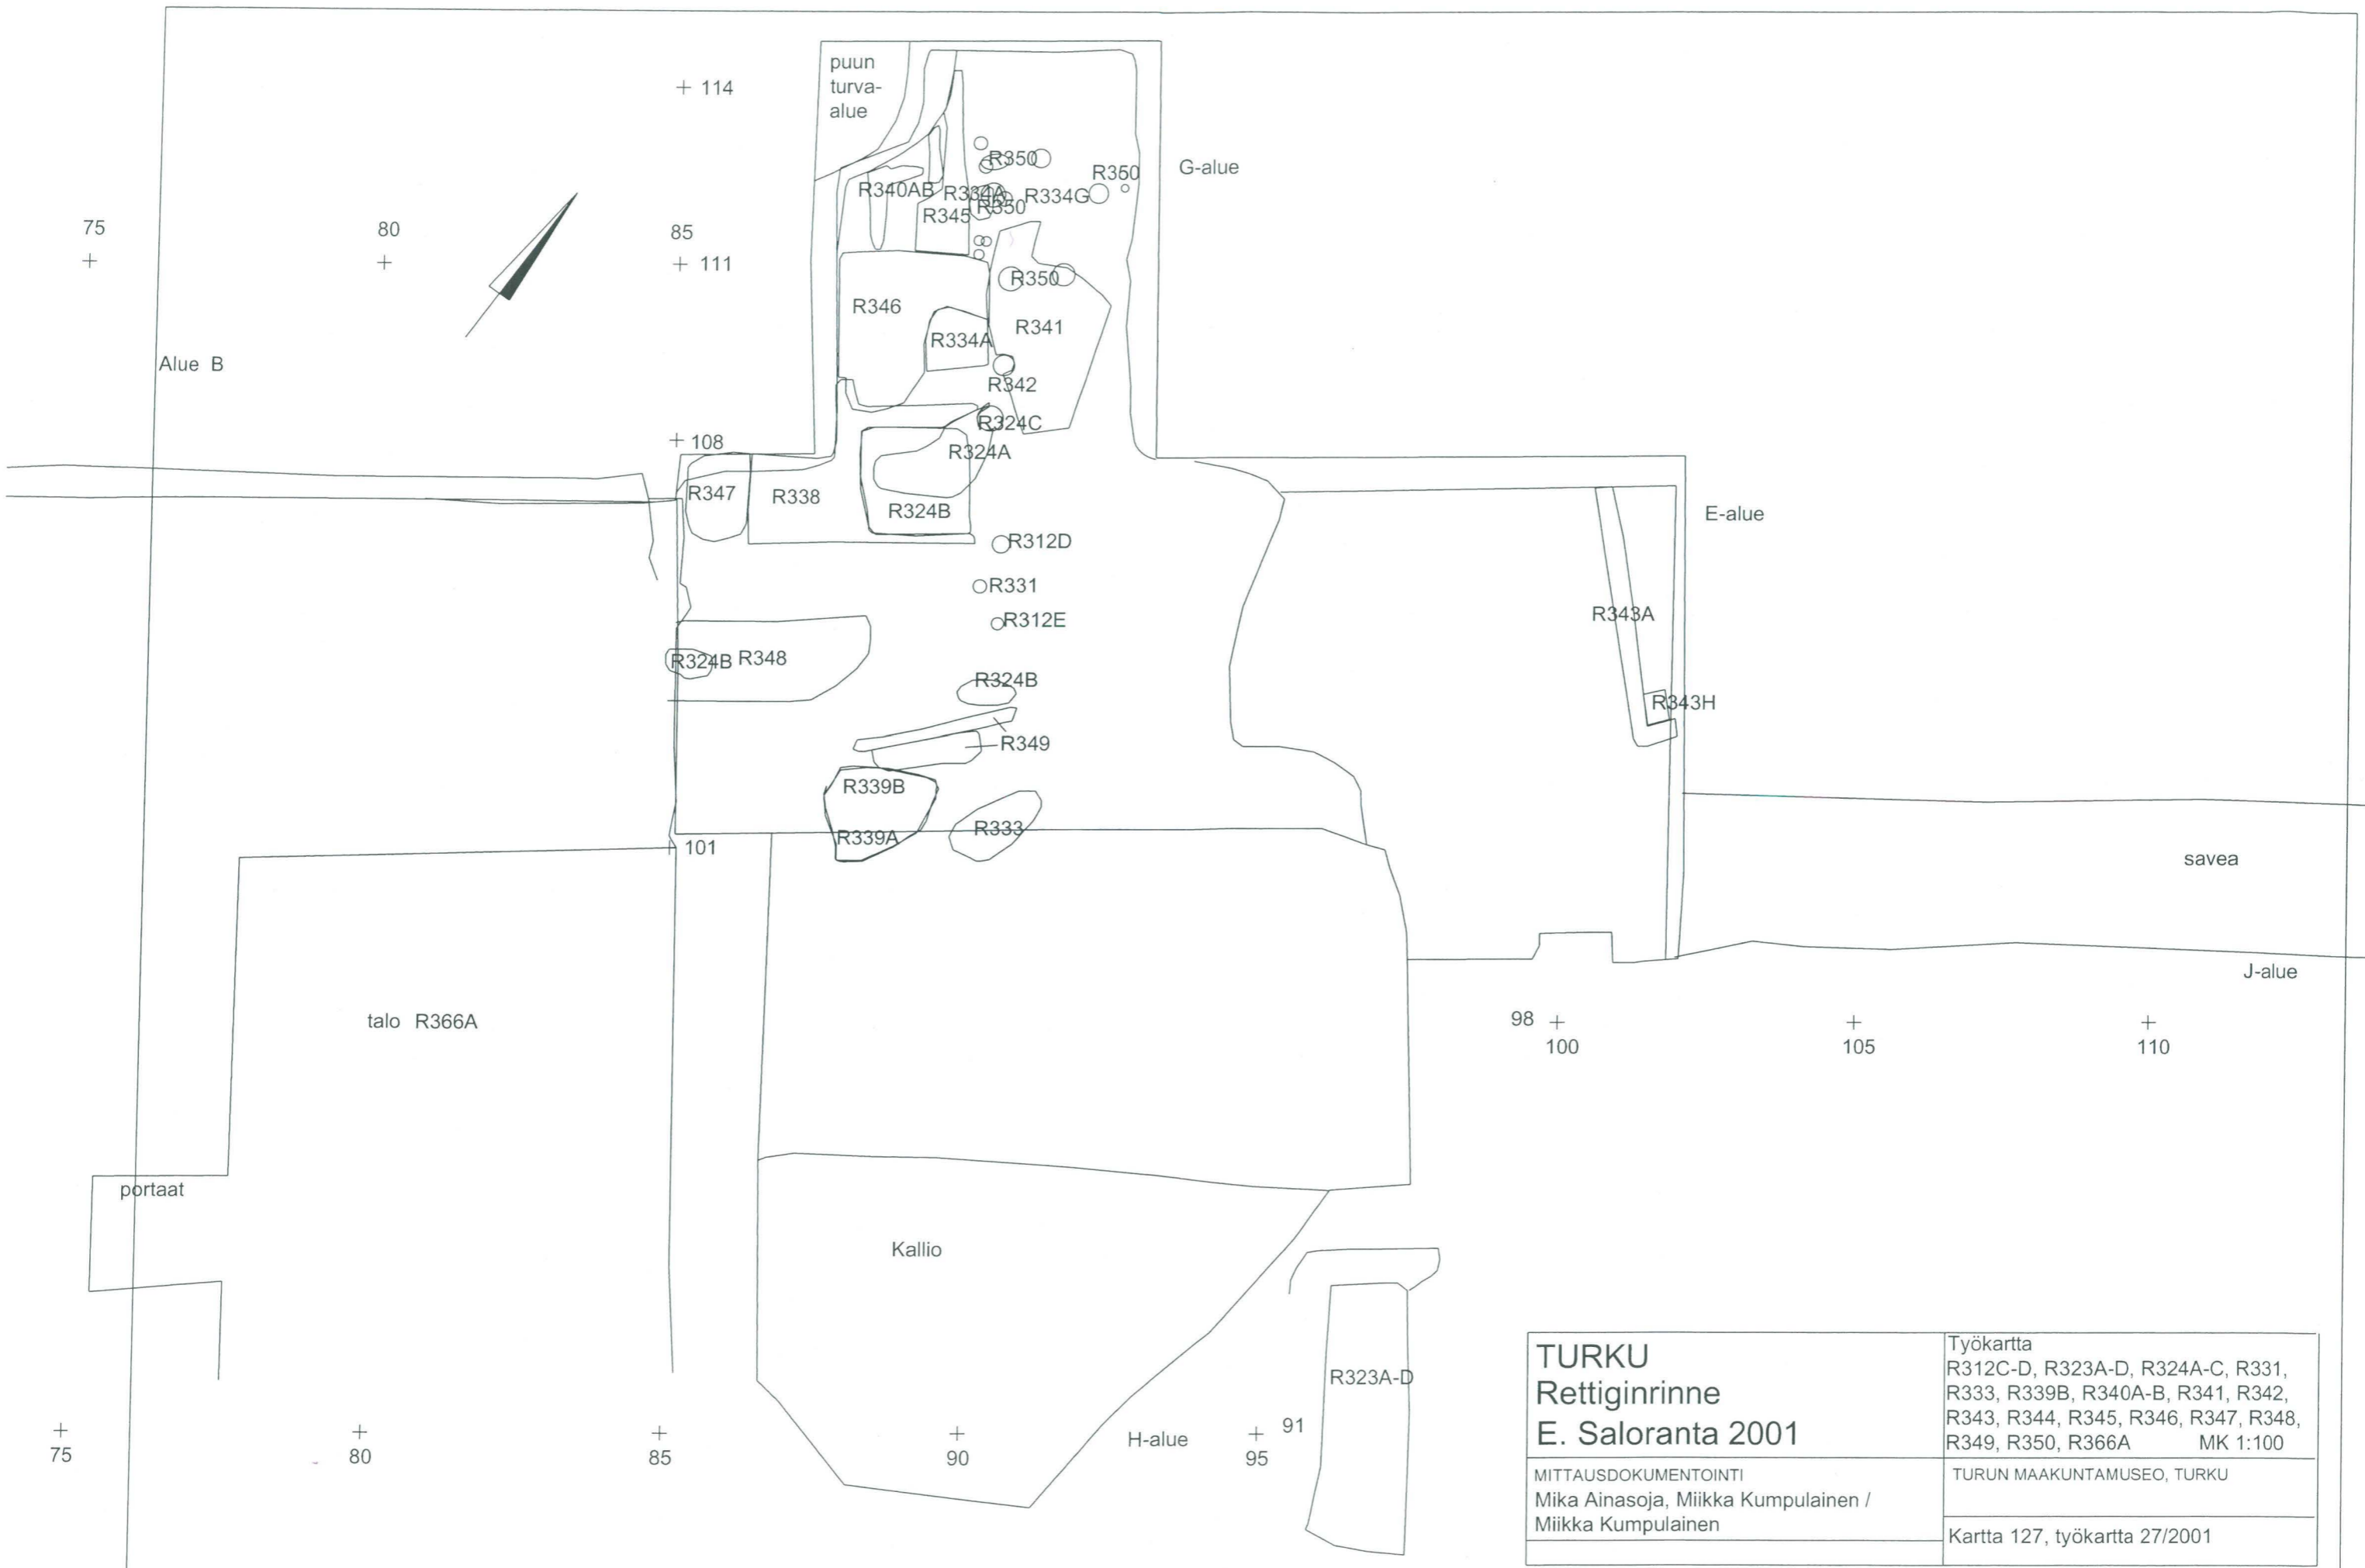 puun
turva-
alue
114
G-alue
R350
R350
R340AB
R334A
R334G
R350
R345
75
80
85
111
R350
R346
R341
R334A
Alue B
R342
R324C
108
R324A
R347
R338
R324B
E-alue
R312D
R331
R312E
R343A
R324B
R348
R324B
R343H
R349
R339B
R333
R339A
101
savea
J-alue
talo R366A
98
100
105
110
portaat
Kallio
R323A-D
91
H-alue
75
80
85
90
95
TURKU
Rettiginrinne
E. Saloranta 2001
Työkartta
R312C-D, R323A-D, R324A-C, R331,
R333, R339B, R340A-B, R341, R342,
R343, R344, R345, R346, R347, R348,
R349, R350, R366A MK 1:100
MITTAUSDOKUMENTOINTI
Mika Ainasoja, Miikka Kumpulainen /
Miikka Kumpulainen
TURUN MAAKUNTAMUSEO, TURKU
Kartta 127, työkartta 27/2001